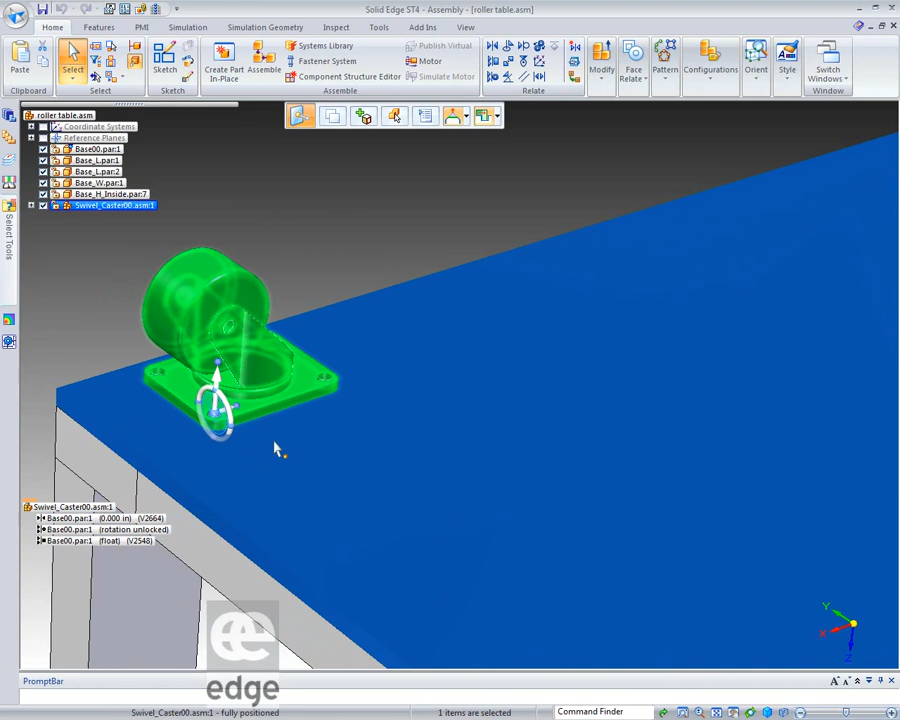 Solid Edge ST4 - Assembly - [roller table.asm]
Home Features PMI Simulation Simulation Geometry Inspect Tools Add Ins View
Paste Select Sketch Create Part In-Place Assemble Systems Library Publish Virtual Modify Face Relate Pattern Configurations Orient Style Switch Windows
Fastener System Motor
Component Structure Editor Simulate Motor
Clipboard Select Sketch Assemble Relate Window
roller table.asm
Coordinate Systems
Reference Planes
Base00.par:1
Base_L.par:1
Base_L.par:2
Base_W.par:1
Base_H_Inside.par:7
Swivel_Caster00.asm:1
Select Tools
Swivel_Caster00.asm:1
Base00.par:1 (0.000 in) (V2664)
Base00.par:1 (rotation unlocked)
Base00.par:1 (float) (V2548)
Y
X
Z
edge
PromptBar
Swivel_Caster00.asm:1 - fully positioned 1 items are selected Command Finder